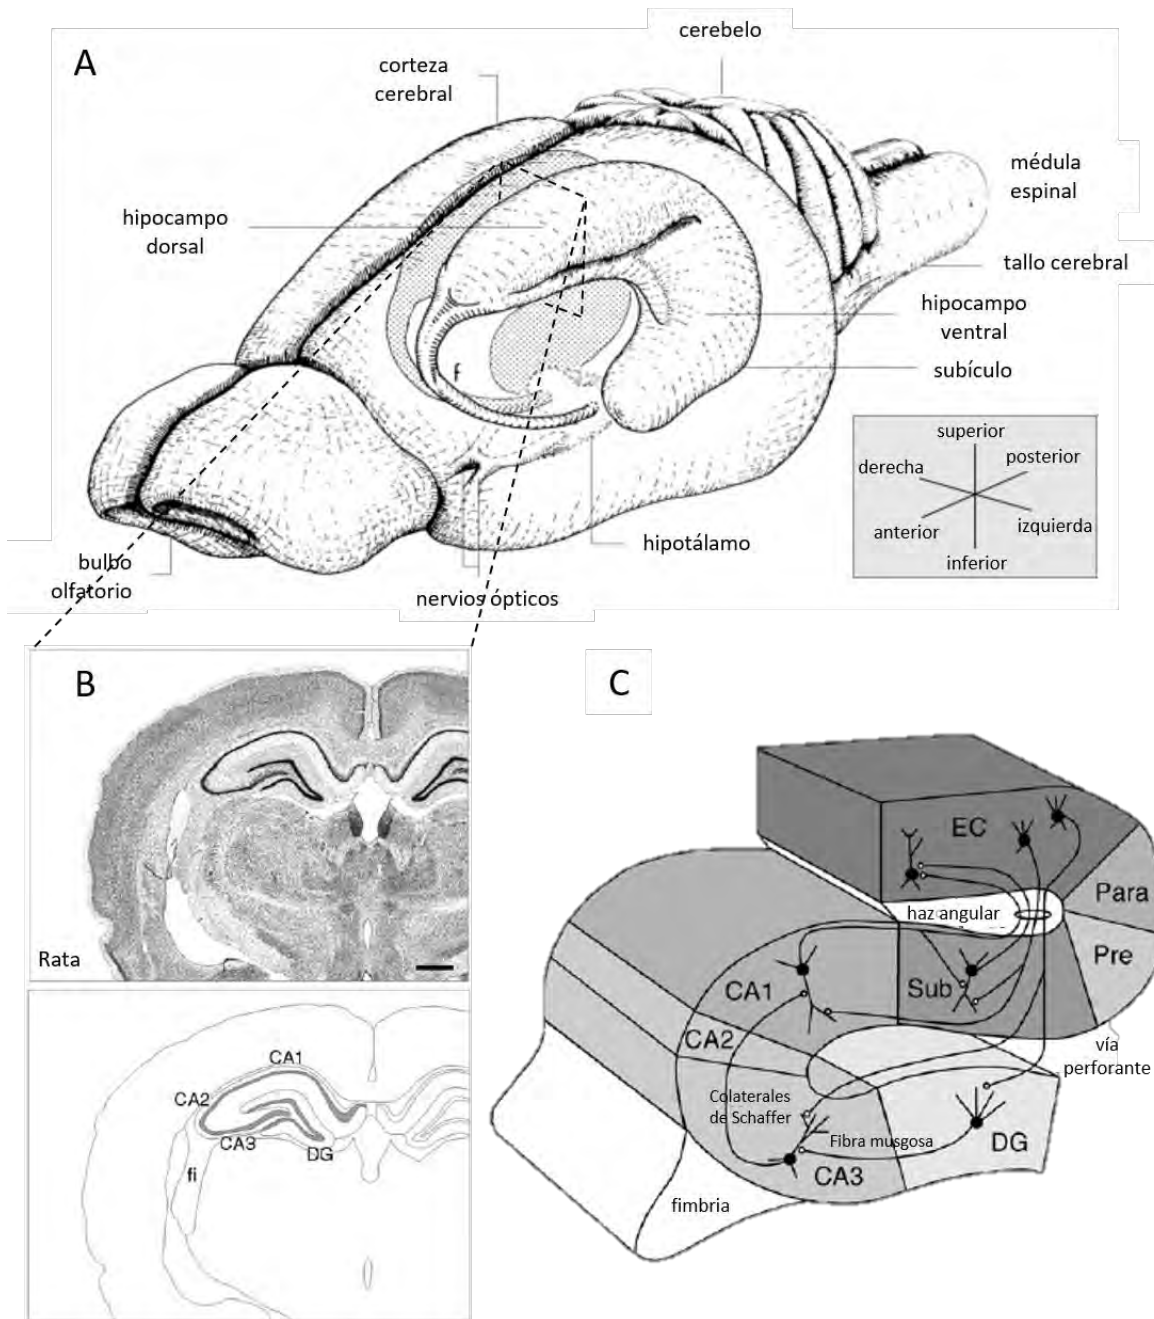 A
cerebelo
corteza
cerebral
médula
espinal
hipocampo
dorsal
tallo cerebral
hipocampo
ventral
f
subículo
superior
derecha
posterior
anterior
izquierda
inferior
hipotálamo
bulbo
olfatorio
nervios ópticos
B
Rata
CA1
CA2
CA3
DG
fi
C
EC
Para
haz angular
Pre
CA1
Sub
CA2
vía
perforante
Colaterales
de Schaffer
Fibra musgosa
DG
CA3
fimbria